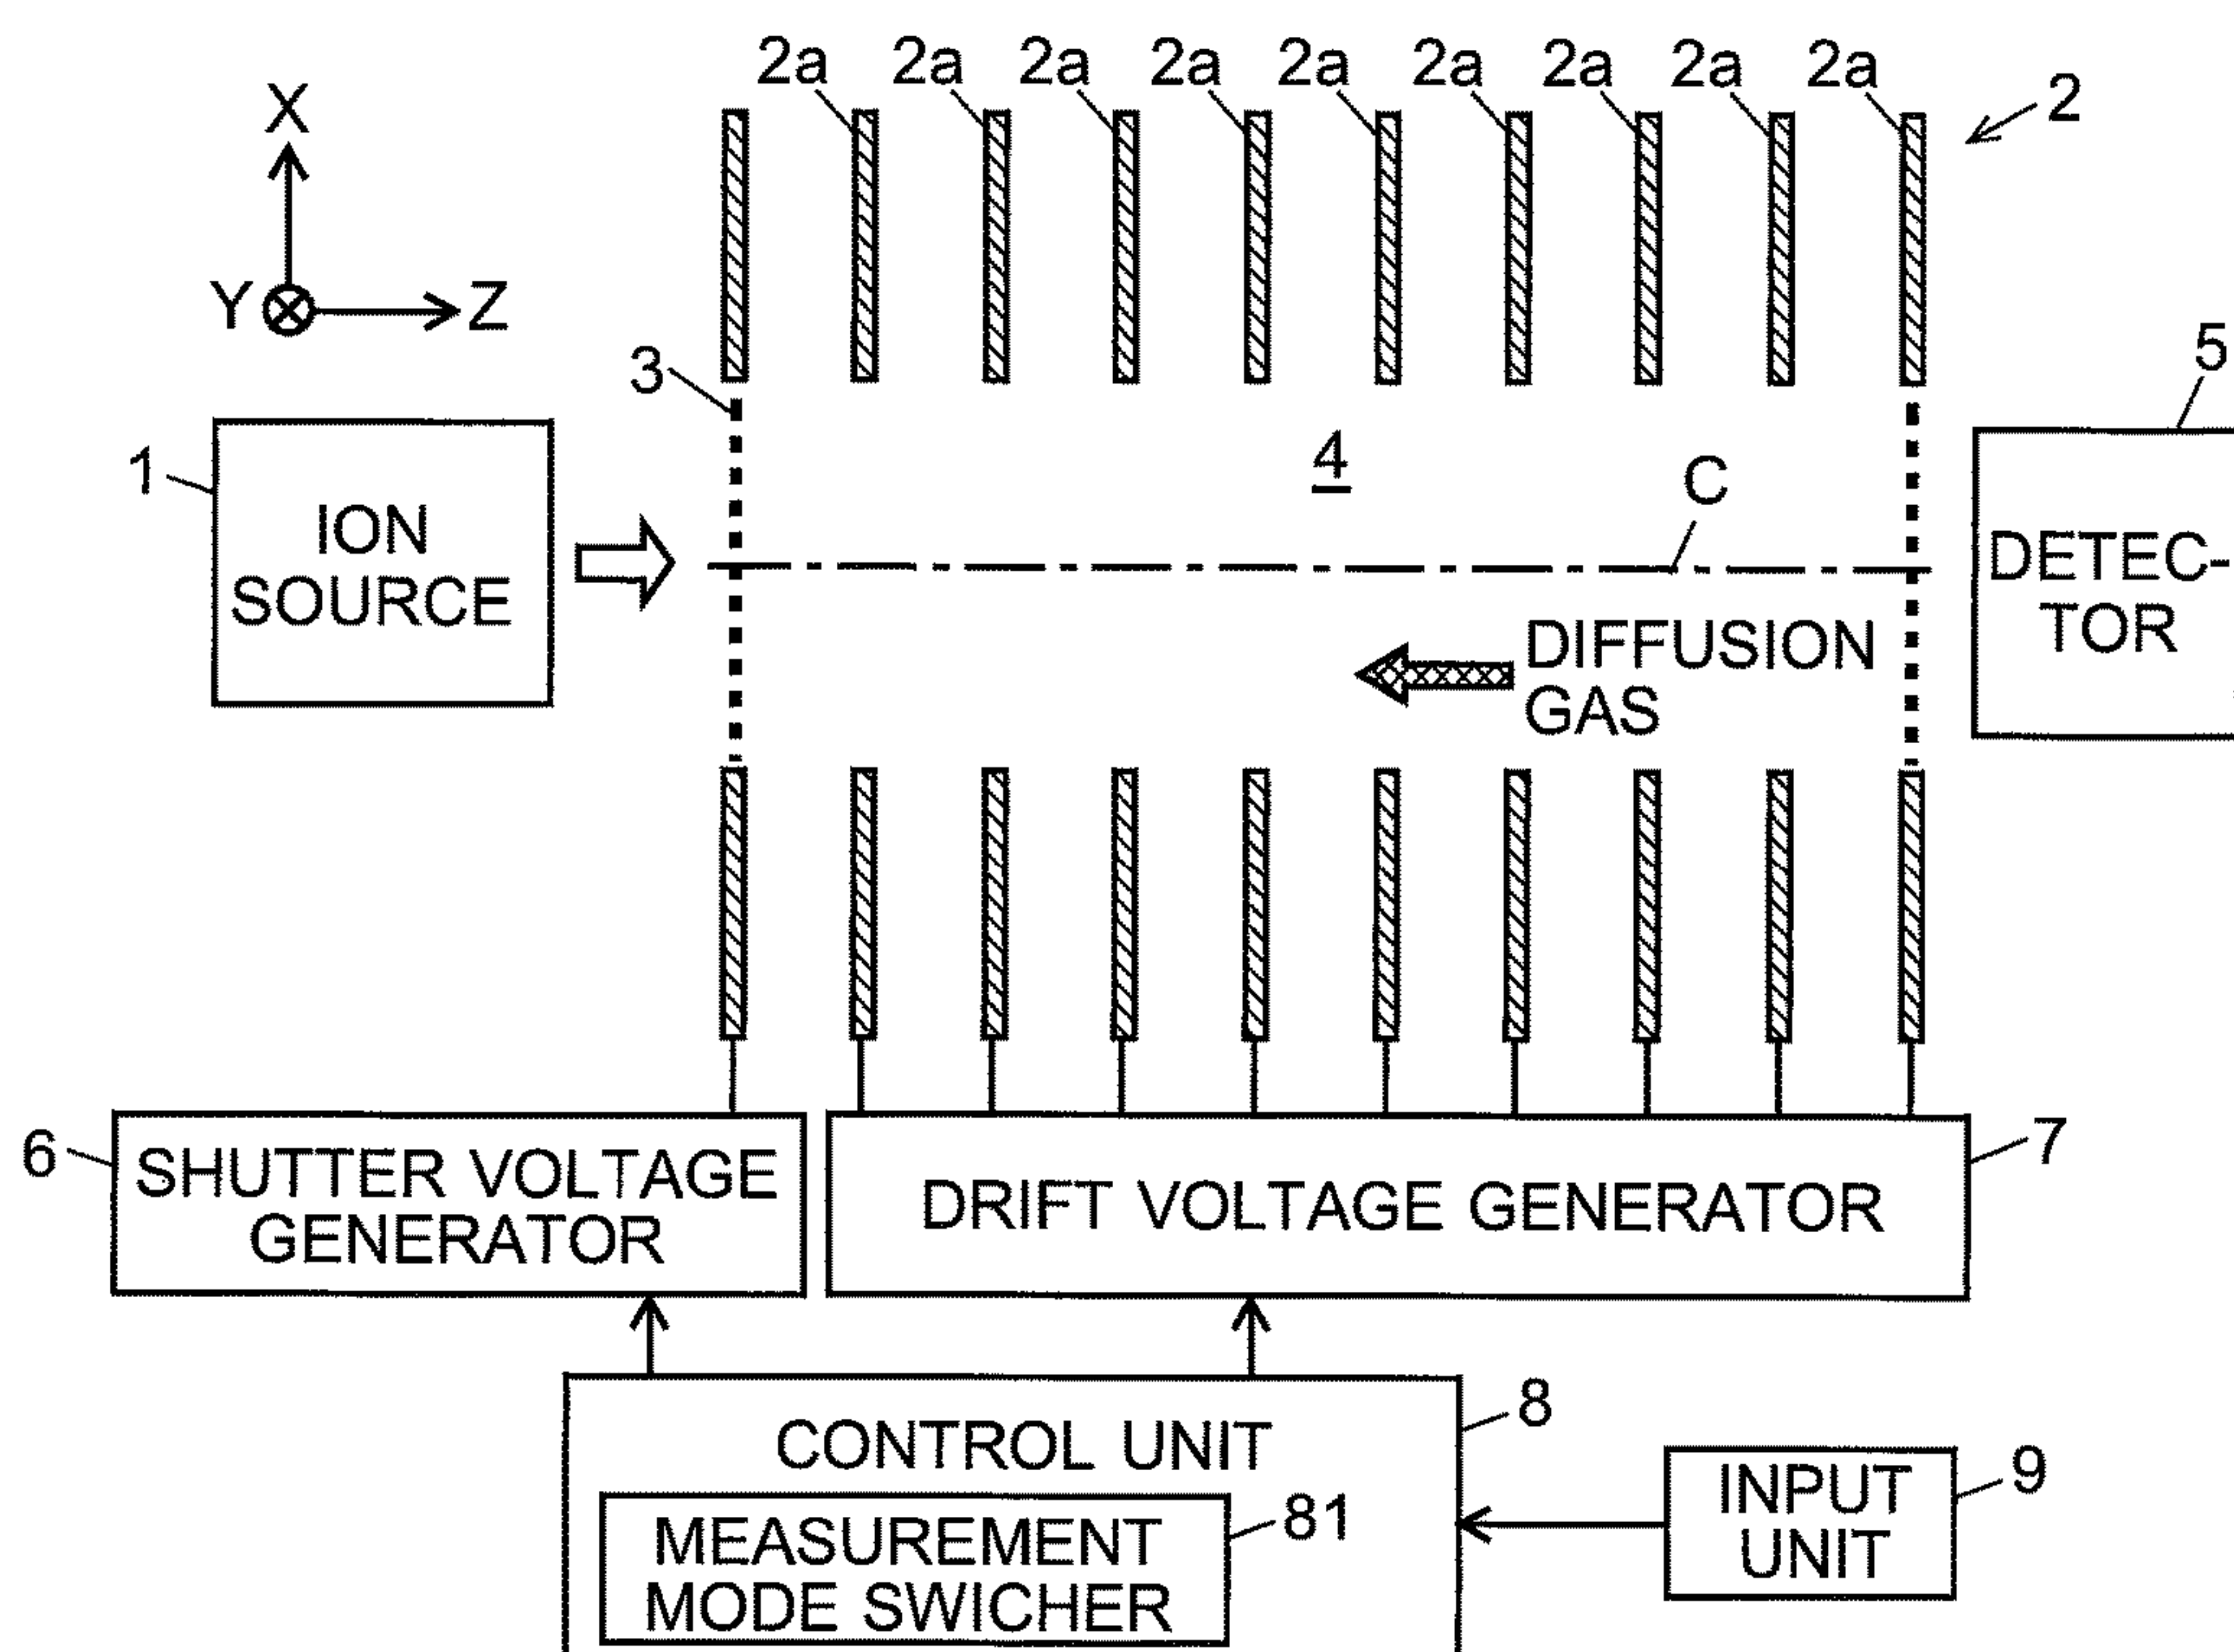 2a 2a 2a 2a 2a 2a 2a 2a 2a
2
X
Y Z
3
5
1
4
C
ION
SOURCE
DETEC-
TOR
DIFFUSION
GAS
6
SHUTTER VOLTAGE
GENERATOR
DRIFT VOLTAGE GENERATOR
7
CONTROL UNIT
8
MEASUREMENT
MODE SWICHER
81
INPUT
UNIT
9